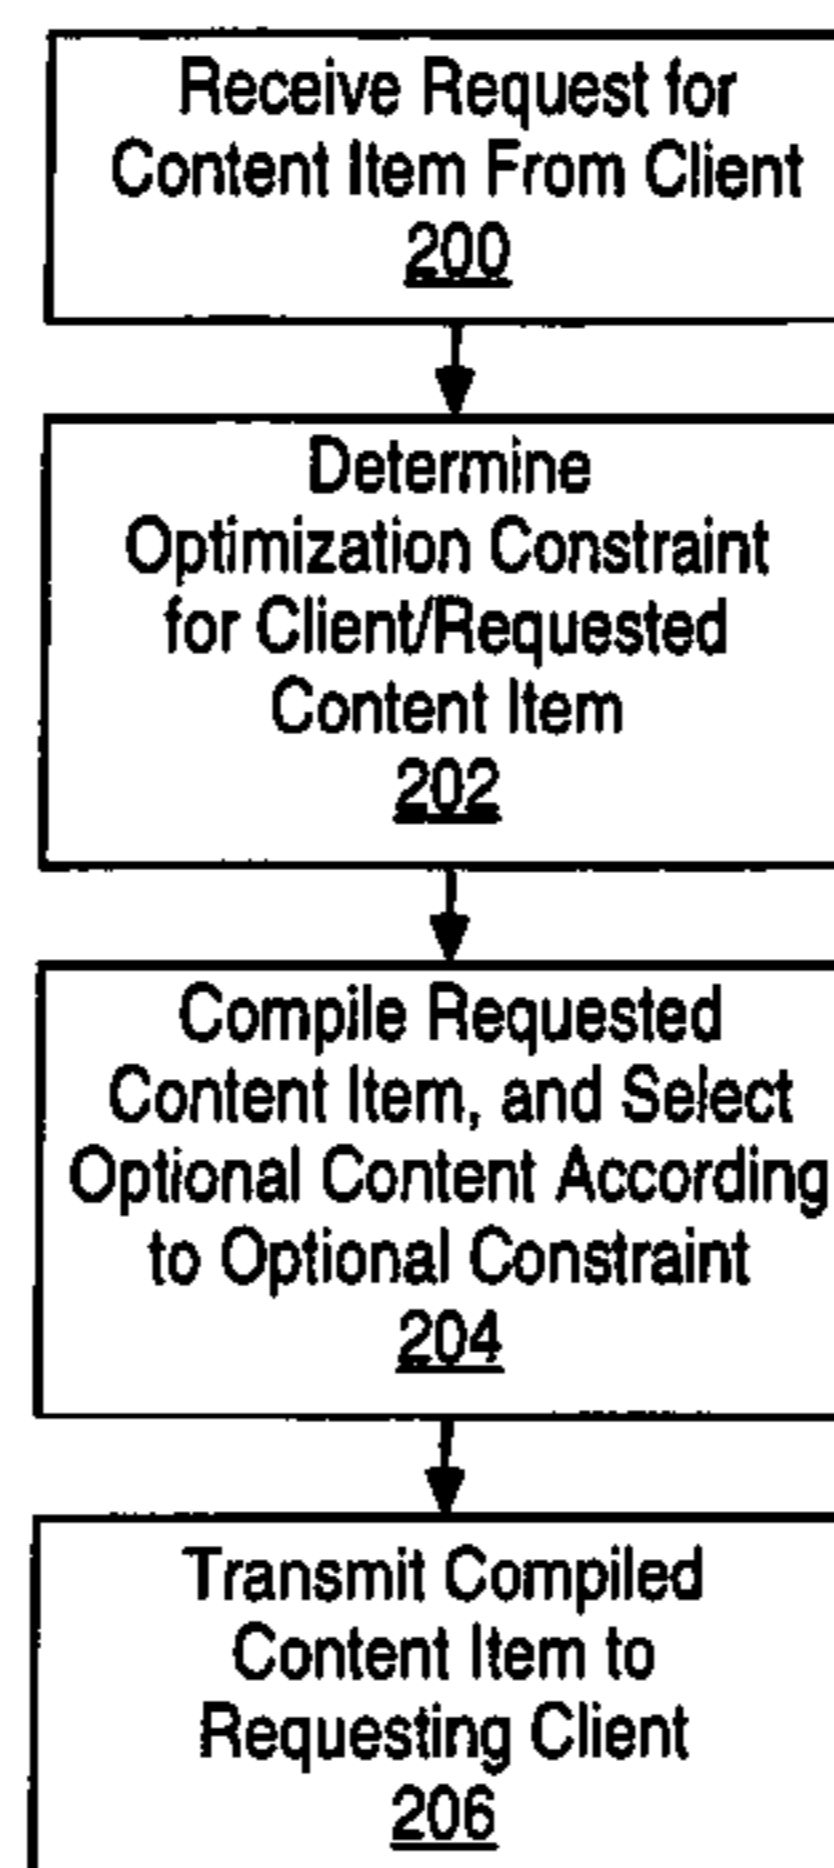 Receive Request for
Content Item From Client
200
Determine
Optimization Constraint
for Client/Requested
Content Item
202
Compile Requested
Content Item, and Select
Optional Content According
to Optional Constraint
204
Transmit Compiled
Content Item to
Requesting Client
206